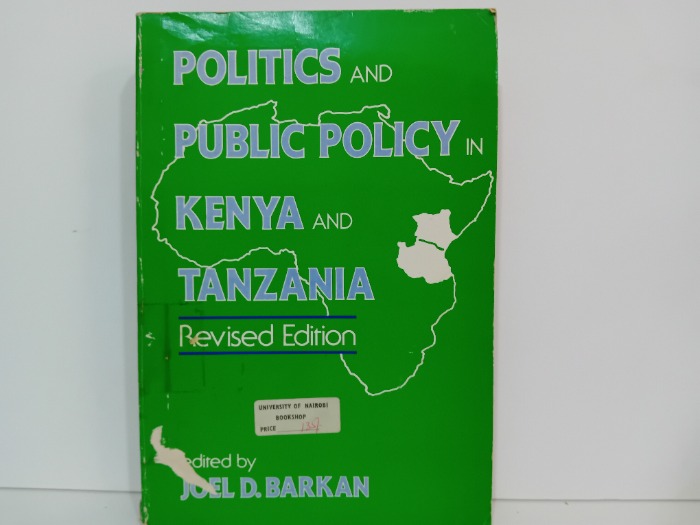 POLITICS AND
PUBLIC POLICY IN
KENYA AND
TANZANIA
Revised Edition
UNIVERSITY OF NAIROBI
BOOKSHOP
PRICE
edited by
JOEL D. BARKAN